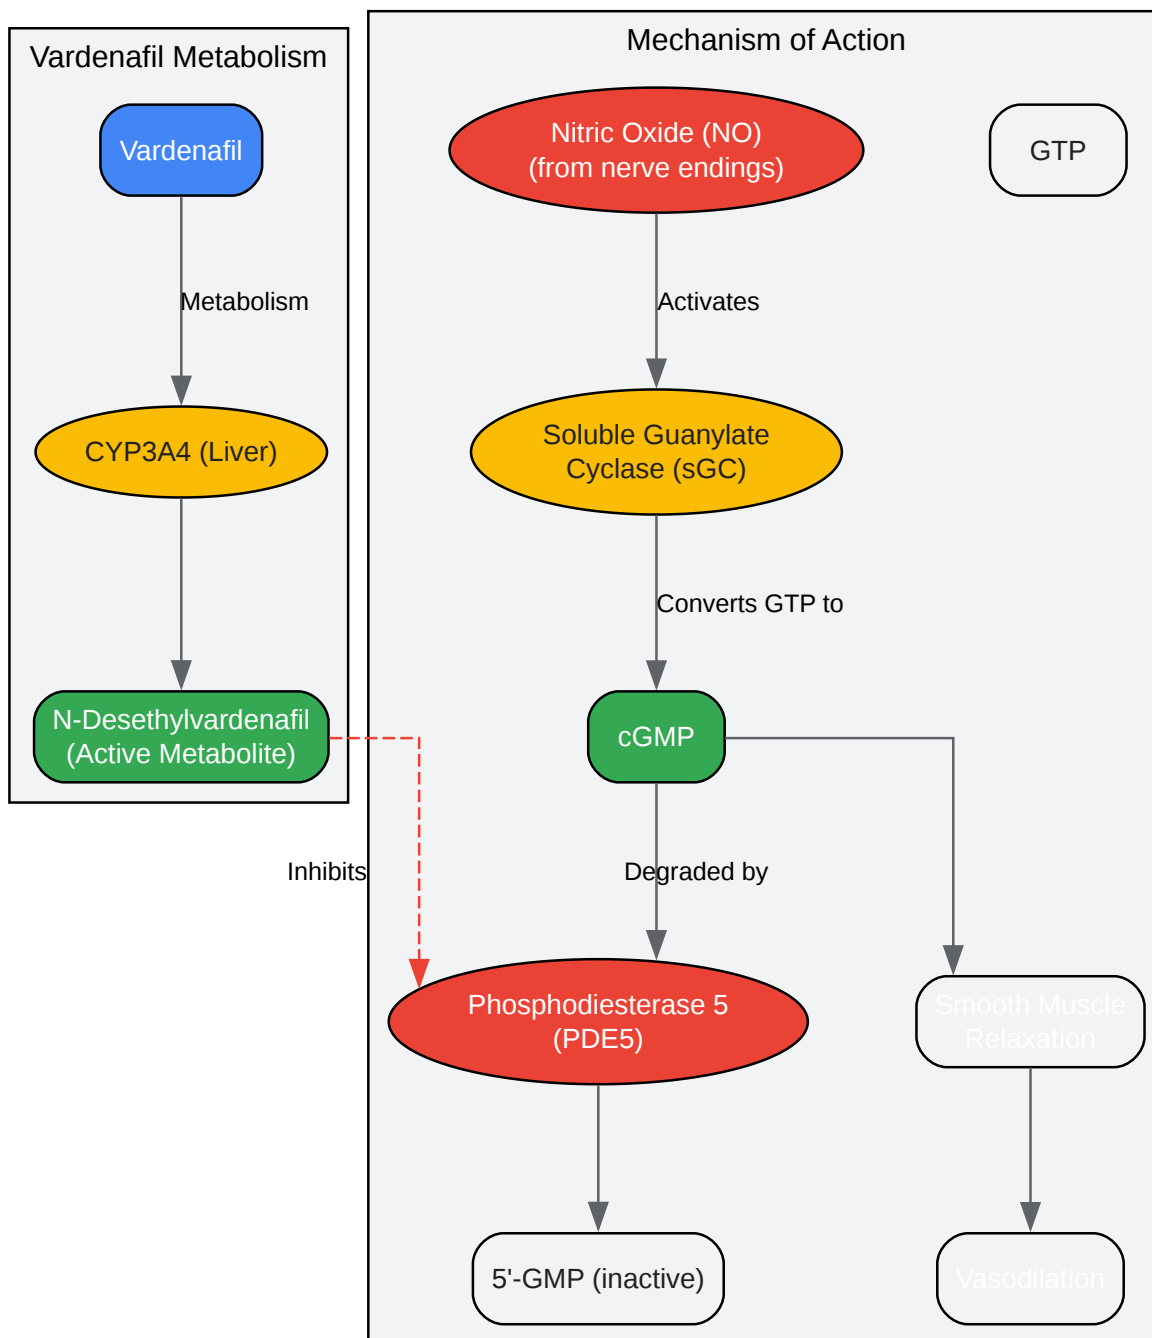 Vardenafil Metabolism
Vardenafil
Metabolism
CYP3A4 (Liver)
N-Desethylvardenafil
(Active Metabolite)
Inhibits
Mechanism of Action
Nitric Oxide (NO)
(from nerve endings)
GTP
Activates
Soluble Guanylate
Cyclase (sGC)
Converts GTP to
cGMP
Degraded by
Phosphodiesterase 5
(PDE5)
Smooth Muscle
Relaxation
5'-GMP (inactive)
Vasodilation